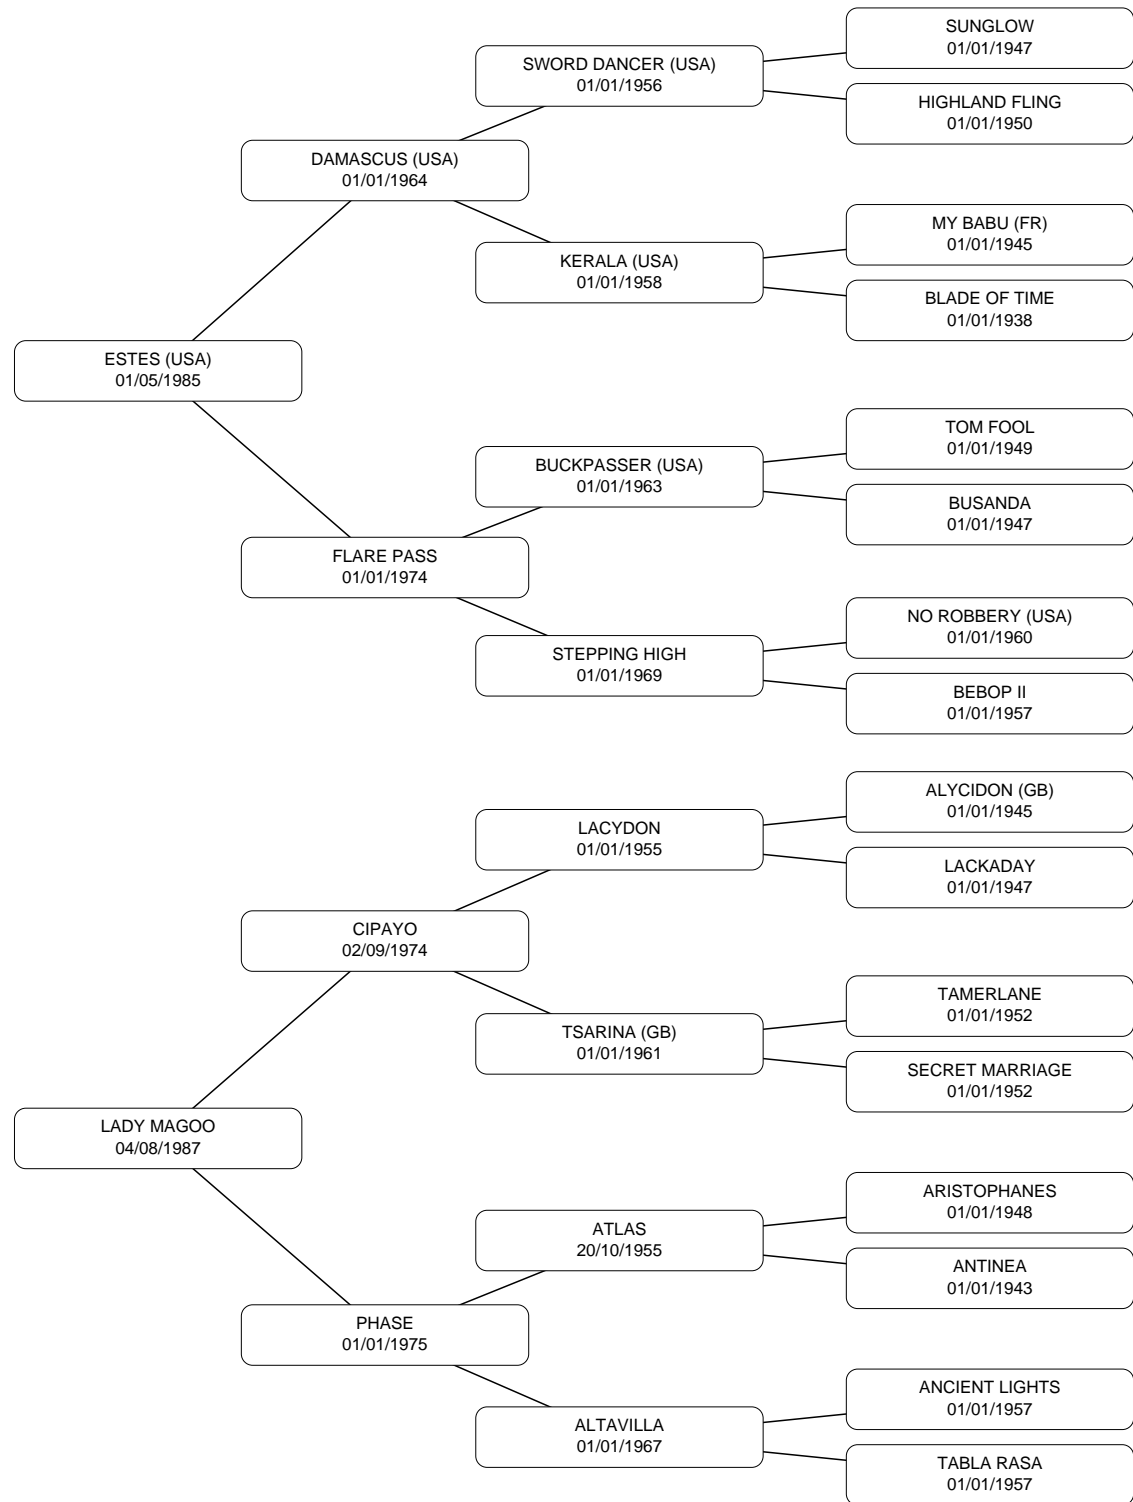 SUNGLOW
01/01/1947
SWORD DANCER (USA)
01/01/1956
HIGHLAND FLING
01/01/1950
DAMASCUS (USA)
01/01/1964
MY BABU (FR)
01/01/1945
KERALA (USA)
01/01/1958
BLADE OF TIME
01/01/1938
ESTES (USA)
01/05/1985
TOM FOOL
01/01/1949
BUCKPASSER (USA)
01/01/1963
BUSANDA
01/01/1947
FLARE PASS
01/01/1974
NO ROBBERY (USA)
01/01/1960
STEPPING HIGH
01/01/1969
BEBOP II
01/01/1957
ALYCIDON (GB)
01/01/1945
LACYDON
01/01/1955
LACKADAY
01/01/1947
CIPAYO
02/09/1974
TAMERLANE
01/01/1952
TSARINA (GB)
01/01/1961
SECRET MARRIAGE
01/01/1952
LADY MAGOO
04/08/1987
ARISTOPHANES
01/01/1948
ATLAS
20/10/1955
ANTINEA
01/01/1943
PHASE
01/01/1975
ANCIENT LIGHTS
01/01/1957
ALTAVILLA
01/01/1967
TABLA RASA
01/01/1957